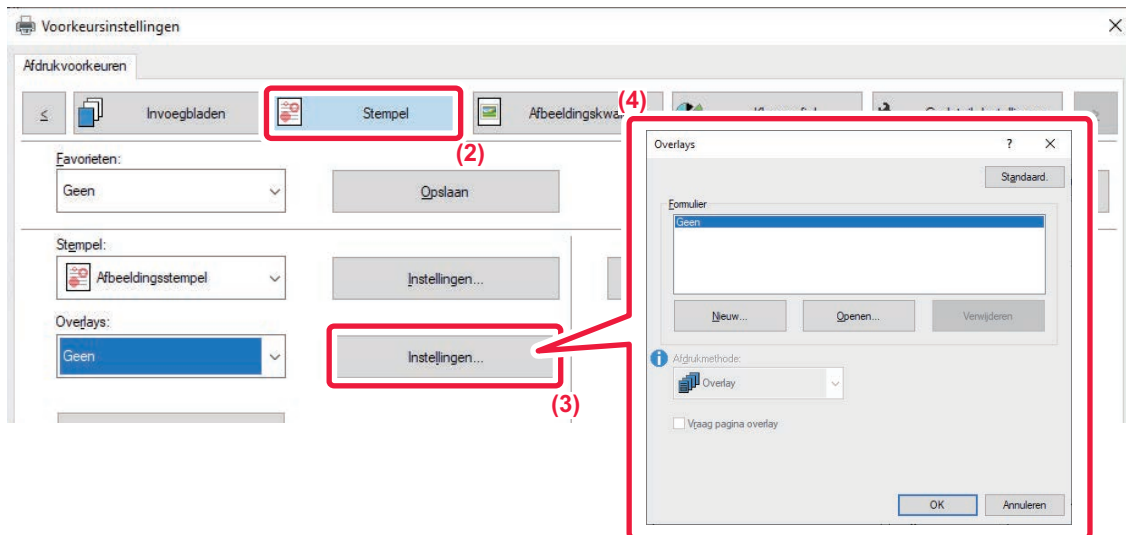 Voorkeursinstellingen
Afdrukvoorkeuren
≤ Invoegbladen Stempel
(2)
(4)
Favorieten:
Geen
Opslaan
Stempel:
Afbeeldingsstempel
Instellingen...
Overlays:
Geen
Instellingen...
(3)
Overlays ? X
Standaard.
Formulier
Geen
Nieuw... Openen... Verwijderen
Afdrukmethode:
Overlay
Vraag pagina overlay
OK Annuleren